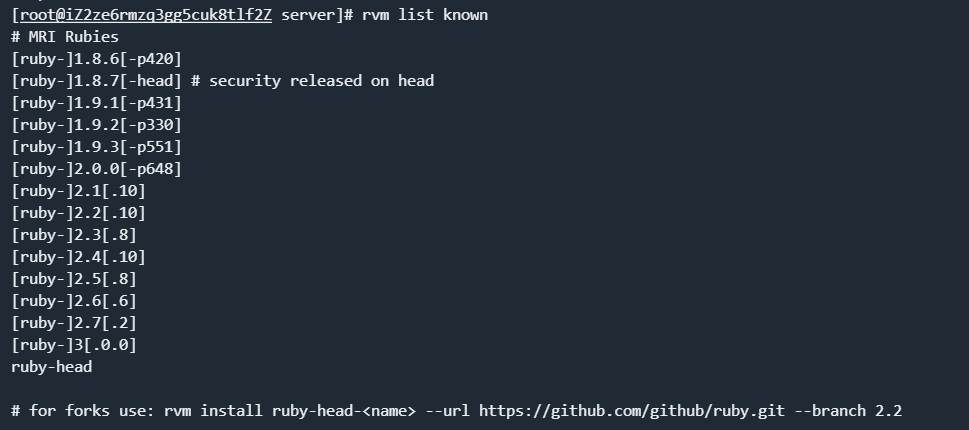 [root@iZ2ze6rmzq3gg5cuk8tlf2Z server]# rvm list known
# MRI Rubies
[ruby-]1.8.6[-p420]
[ruby-]1.8.7[-head] # security released on head
[ruby-]1.9.1[-p431]
[ruby-]1.9.2[-p330]
[ruby-]1.9.3[-p551]
[ruby-]2.0.0[-p648]
[ruby-]2.1[.10]
[ruby-]2.2[.10]
[ruby-]2.3[.8]
[ruby-]2.4[.10]
[ruby-]2.5[.8]
[ruby-]2.6[.6]
[ruby-]2.7[.2]
[ruby-]3[.0.0]
ruby-head
# for forks use: rvm install ruby-head-<name> --url https://github.com/github/ruby.git --branch 2.2